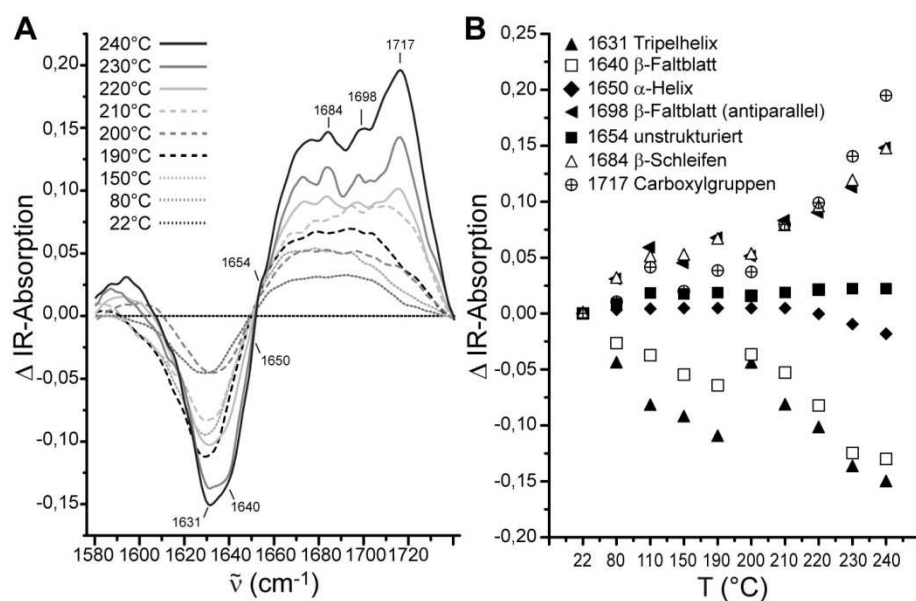 A
Δ IR-Absorption
0,20
0,15
0,10
0,05
0,00
-0,05
-0,10
-0,15
240°C
230°C
220°C
210°C
200°C
190°C
150°C
80°C
22°C
1717
1684
1698
1654
1650
1640
1631
1580 1600 1620 1640 1660 1680 1700 1720
ṽ (cm⁻¹)
B
Δ IR-Absorption
0,25
0,20
0,15
0,10
0,05
0,00
-0,05
-0,10
-0,15
-0,20
1631 Tripelhelix
1640 β-Faltblatt
1650 α-Helix
1698 β-Faltblatt (antiparallel)
1654 unstrukturiert
1684 β-Schleifen
1717 Carboxylgruppen
22 80 110 150 190 200 210 220 230 240
T (°C)